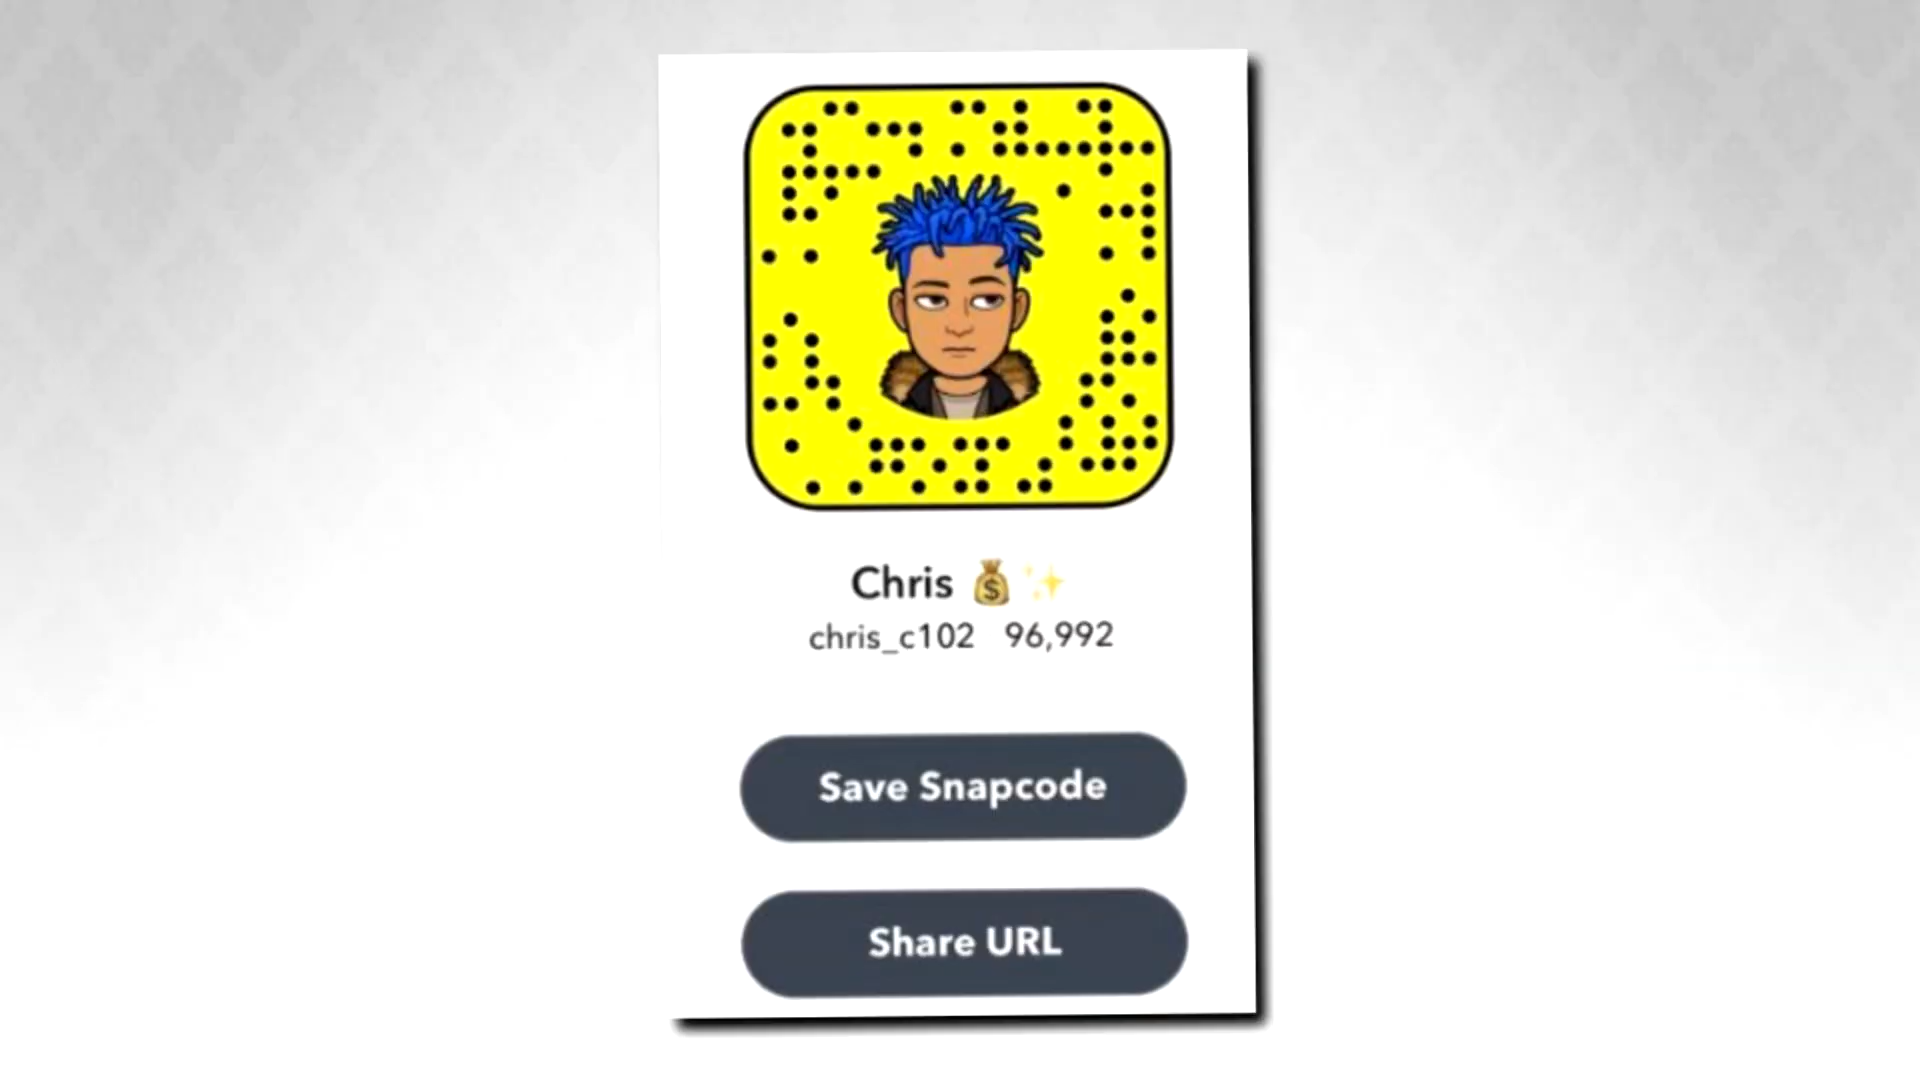 Chris 💰✨
chris_c102 96,992
Save Snapcode
Share URL